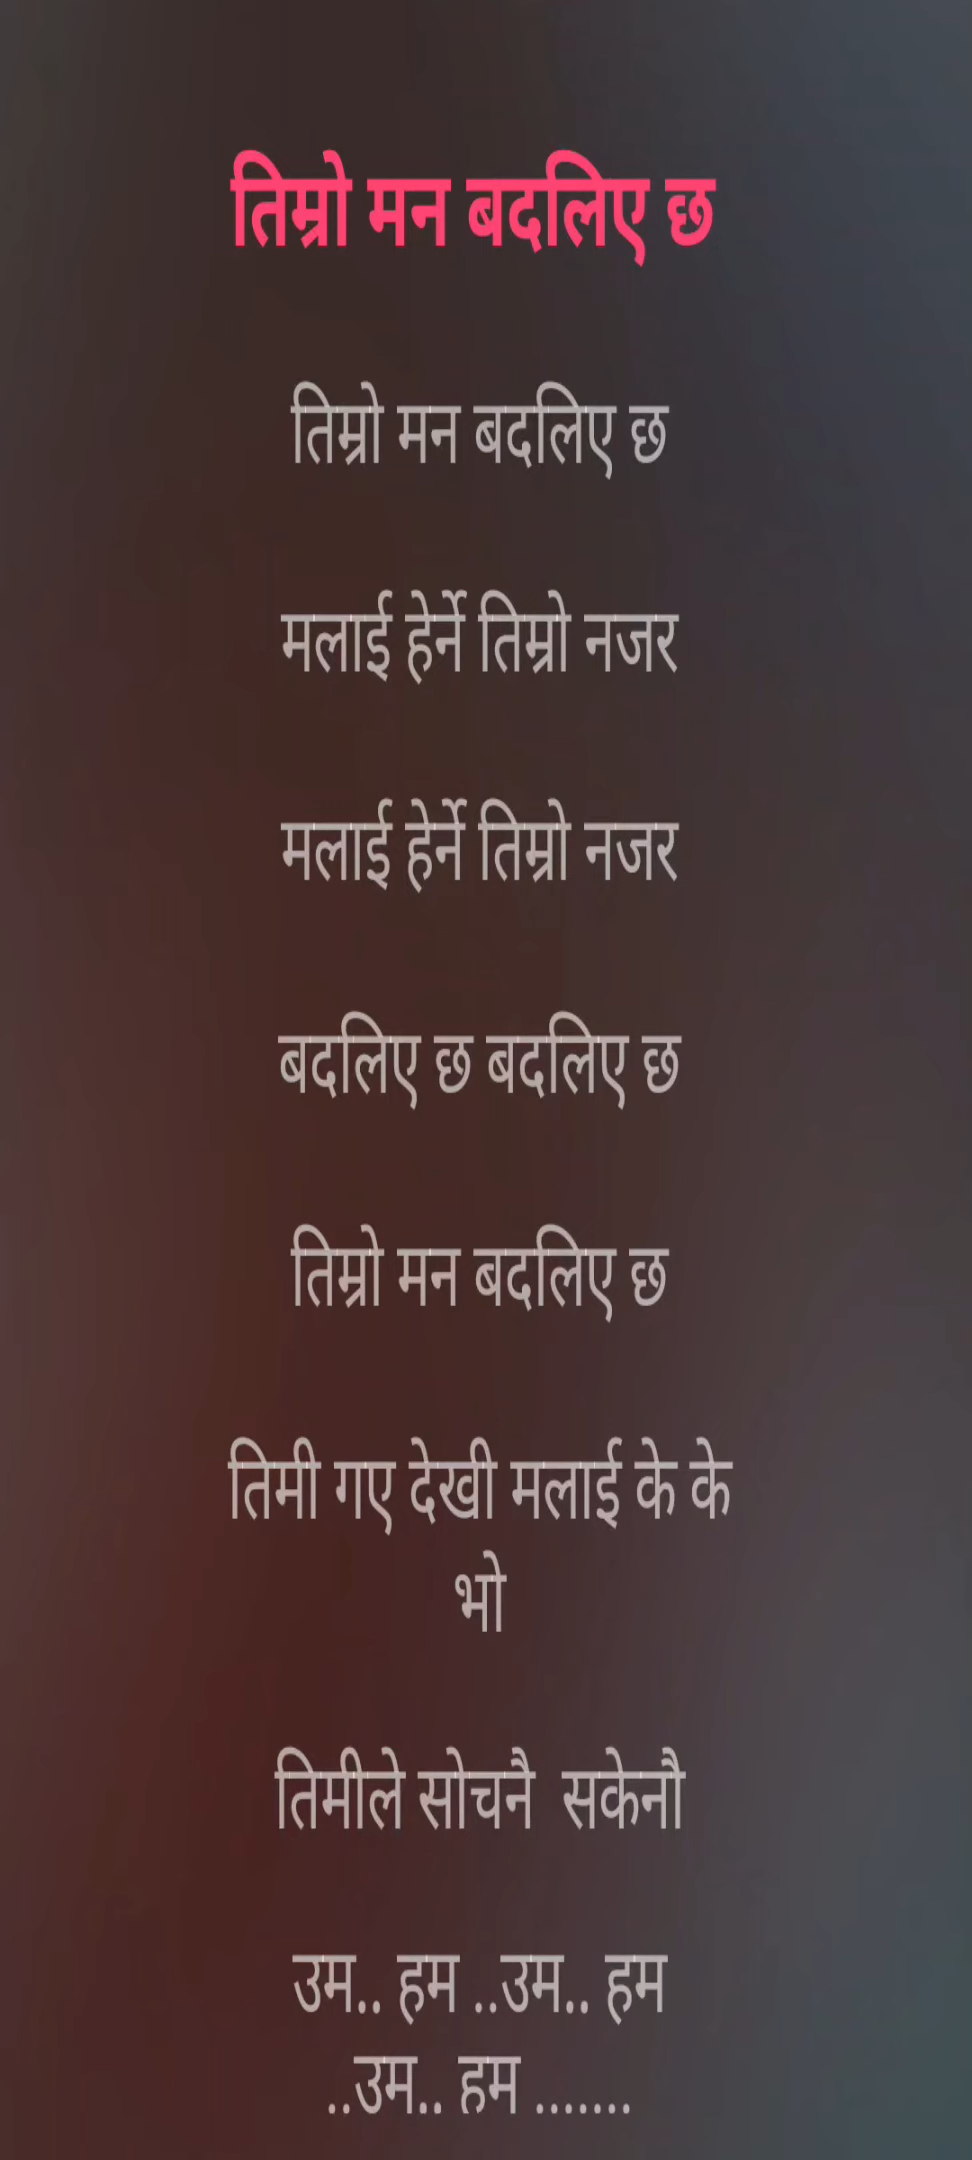 तिम्रो मन बदलिए छ
तिम्रो मन बदलिए छ
मलाई हेर्ने तिम्रो नजर
मलाई हेर्ने तिम्रो नजर
बदलिए छ बदलिए छ
तिम्रो मन बदलिए छ
तिमी गए देखी मलाई के के
भो
तिमीले सोचनै  सकेनौ
उम.. हम ..उम.. हम
..उम.. हम .......